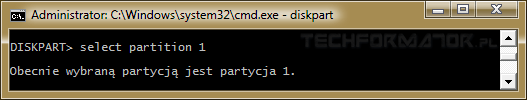 Administrator: C:\Windows\system32\cmd.exe - diskpart
DISKPART> select partition 1
TECHFORMATOR.PL
Obecnie wybraną partycją jest partycja 1.